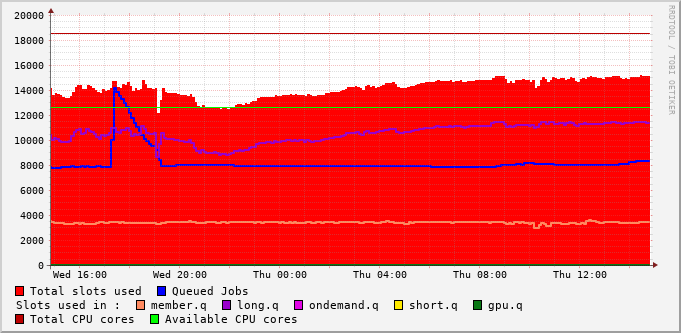 20000
18000
16000
14000
12000
10000
8000
6000
4000
2000
0
Wed 16:00 Wed 20:00 Thu 00:00 Thu 04:00 Thu 08:00 Thu 12:00
Total slots used Queued Jobs
Slots used in : member.q long.q ondemand.q short.q gpu.q
Total CPU cores Available CPU cores
RRDTOOL / TOBI OETIKER